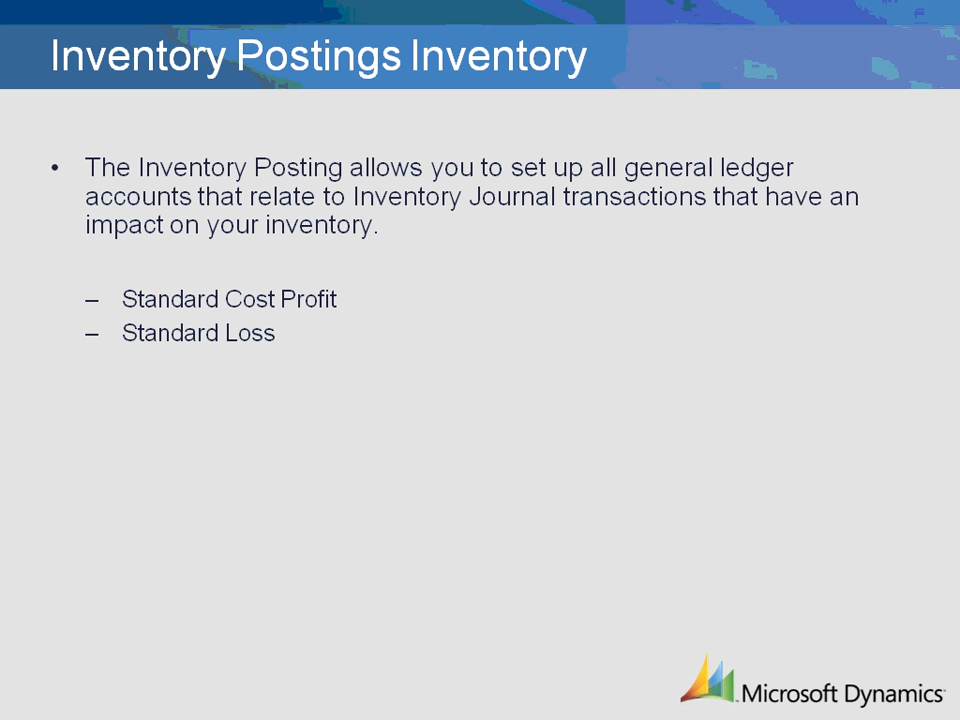 Inventory Postings Inventory
• The Inventory Posting allows you to set up all general ledger
accounts that relate to Inventory Journal transactions that have an
impact on your inventory.
– Standard Cost Profit
– Standard Loss
Microsoft Dynamics